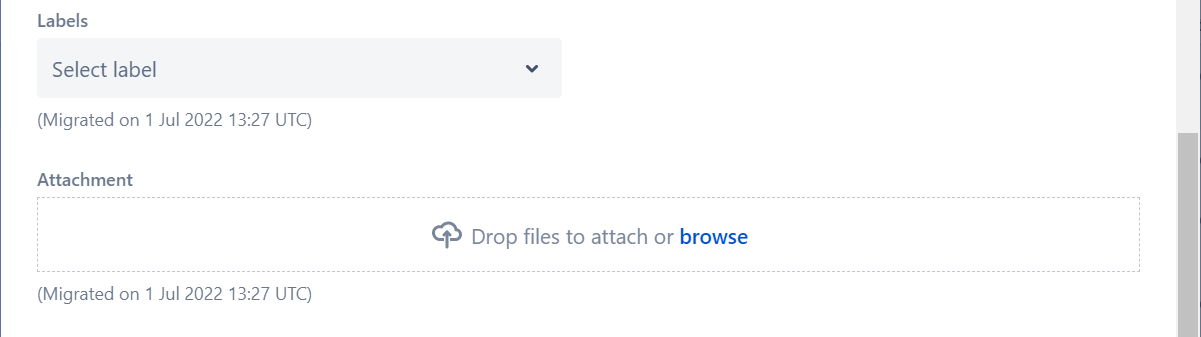 Labels
Select label
(Migrated on 1 Jul 2022 13:27 UTC)
Attachment
Drop files to attach or browse
(Migrated on 1 Jul 2022 13:27 UTC)